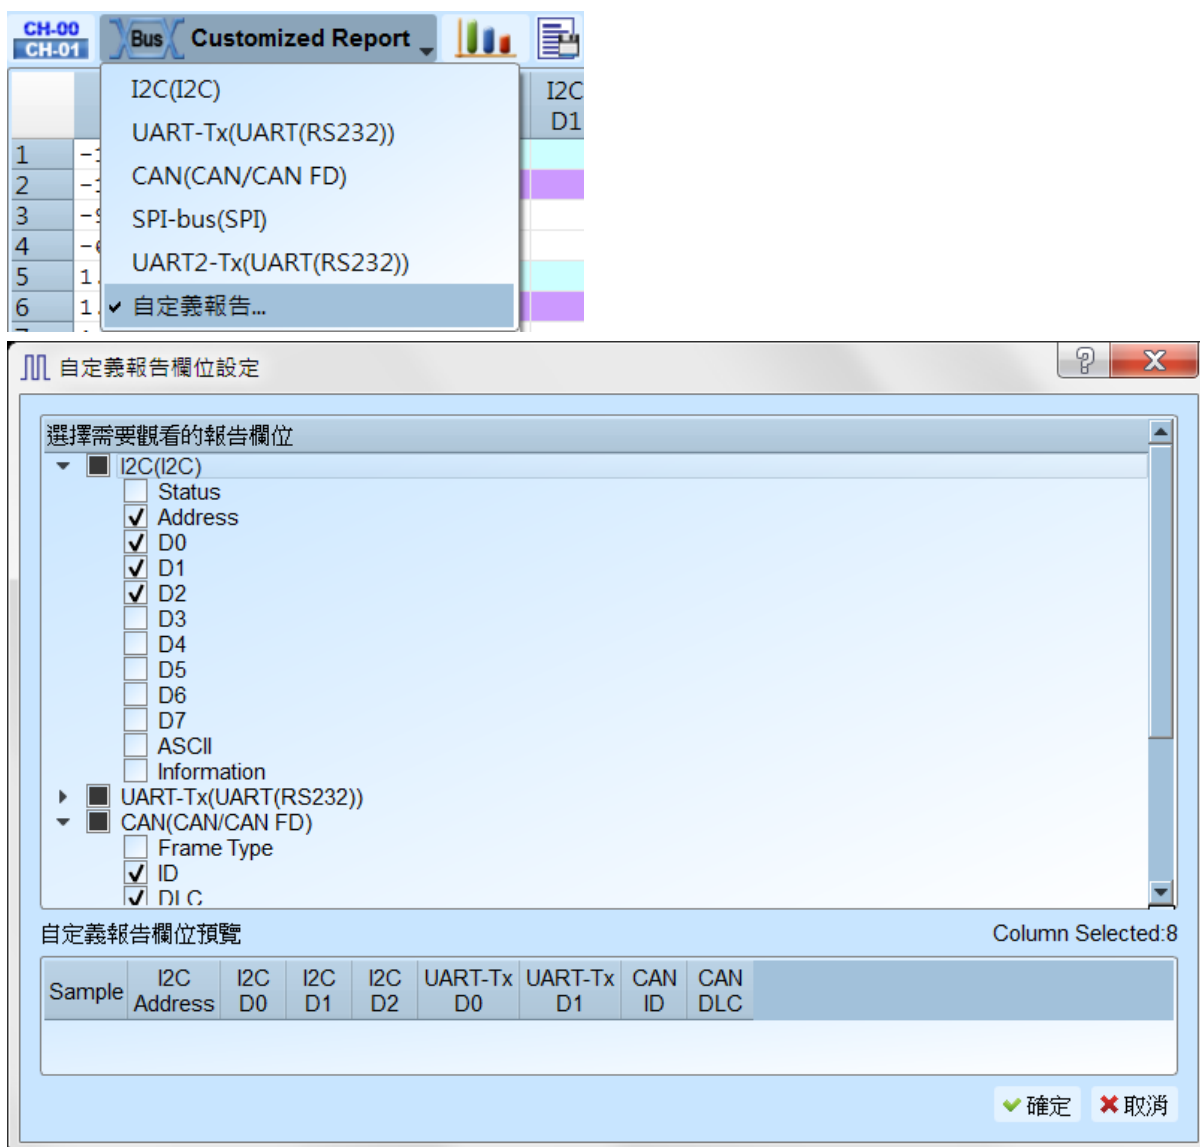 CH-00
CH-01
Bus Customized Report
I2C(I2C)
UART-Tx(UART(RS232))
CAN(CAN/CAN FD)
SPI-bus(SPI)
UART2-Tx(UART(RS232))
自定義報告...
I2C
D1
1
2
3
4
5 1.
6 1.
自定義報告欄位設定
選擇需要觀看的報告欄位
I2C(I2C)
Status
Address
D0
D1
D2
D3
D4
D5
D6
D7
ASCII
Information
UART-Tx(UART(RS232))
CAN(CAN/CAN FD)
Frame Type
ID
DLC
自定義報告欄位預覽 Column Selected:8
Sample I2C I2C I2C I2C UART-Tx UART-Tx CAN CAN
Address D0 D1 D2 D0 D1 ID DLC
確定 取消